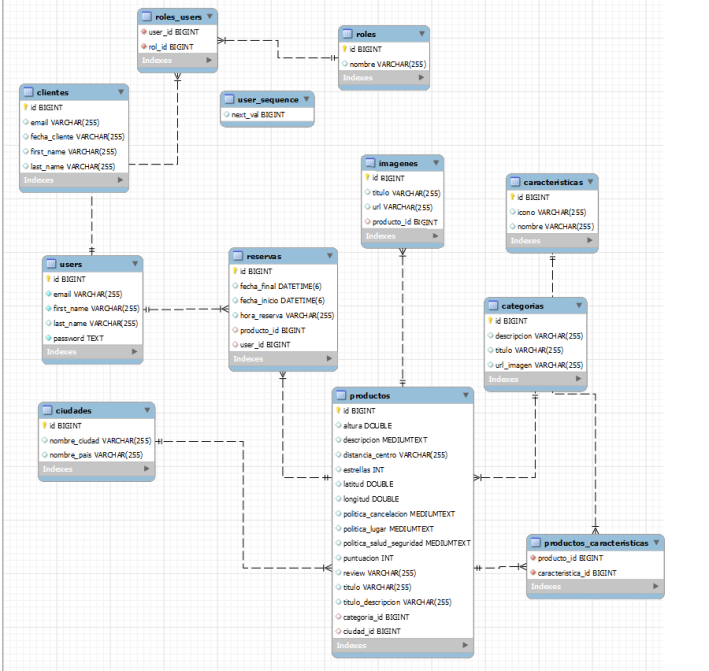 roles_users
user_id BIGINT
rol_id BIGINT
Indexes
roles
id BIGINT
nombre VARCHAR(255)
Indexes
clientes
id BIGINT
email VARCHAR(255)
fecha_cliente VARCHAR(255)
first_name VARCHAR(255)
last_name VARCHAR(255)
Indexes
user_sequence
next_val BIGINT
imagenes
id BIGINT
titulo VARCHAR(255)
url VARCHAR(255)
producto_id BIGINT
Indexes
caracteristicas
id BIGINT
icono VARCHAR(255)
nombre VARCHAR(255)
Indexes
users
id BIGINT
email VARCHAR(255)
first_name VARCHAR(255)
last_name VARCHAR(255)
password TEXT
Indexes
reservas
id BIGINT
fecha_final DATETIME(6)
fecha_inicio DATETIME(6)
hora_reserva VARCHAR(255)
producto_id BIGINT
user_id BIGINT
Indexes
categorias
id BIGINT
descripcion VARCHAR(255)
titulo VARCHAR(255)
url_imagen VARCHAR(255)
Indexes
ciudades
id BIGINT
nombre_ciudad VARCHAR(255)
nombre_pais VARCHAR(255)
Indexes
productos
id BIGINT
altura DOUBLE
descripcion MEDIUMTEXT
distancia_centro VARCHAR(255)
estrellas INT
latitud DOUBLE
longitud DOUBLE
politica_cancelacion MEDIUMTEXT
politica_lugar MEDIUMTEXT
politica_salud_seguridad MEDIUMTEXT
puntuacion INT
review VARCHAR(255)
titulo VARCHAR(255)
titulo_descripcion VARCHAR(255)
categoria_id BIGINT
ciudad_id BIGINT
Indexes
productos_caracteristicas
producto_id BIGINT
caracteristica_id BIGINT
Indexes